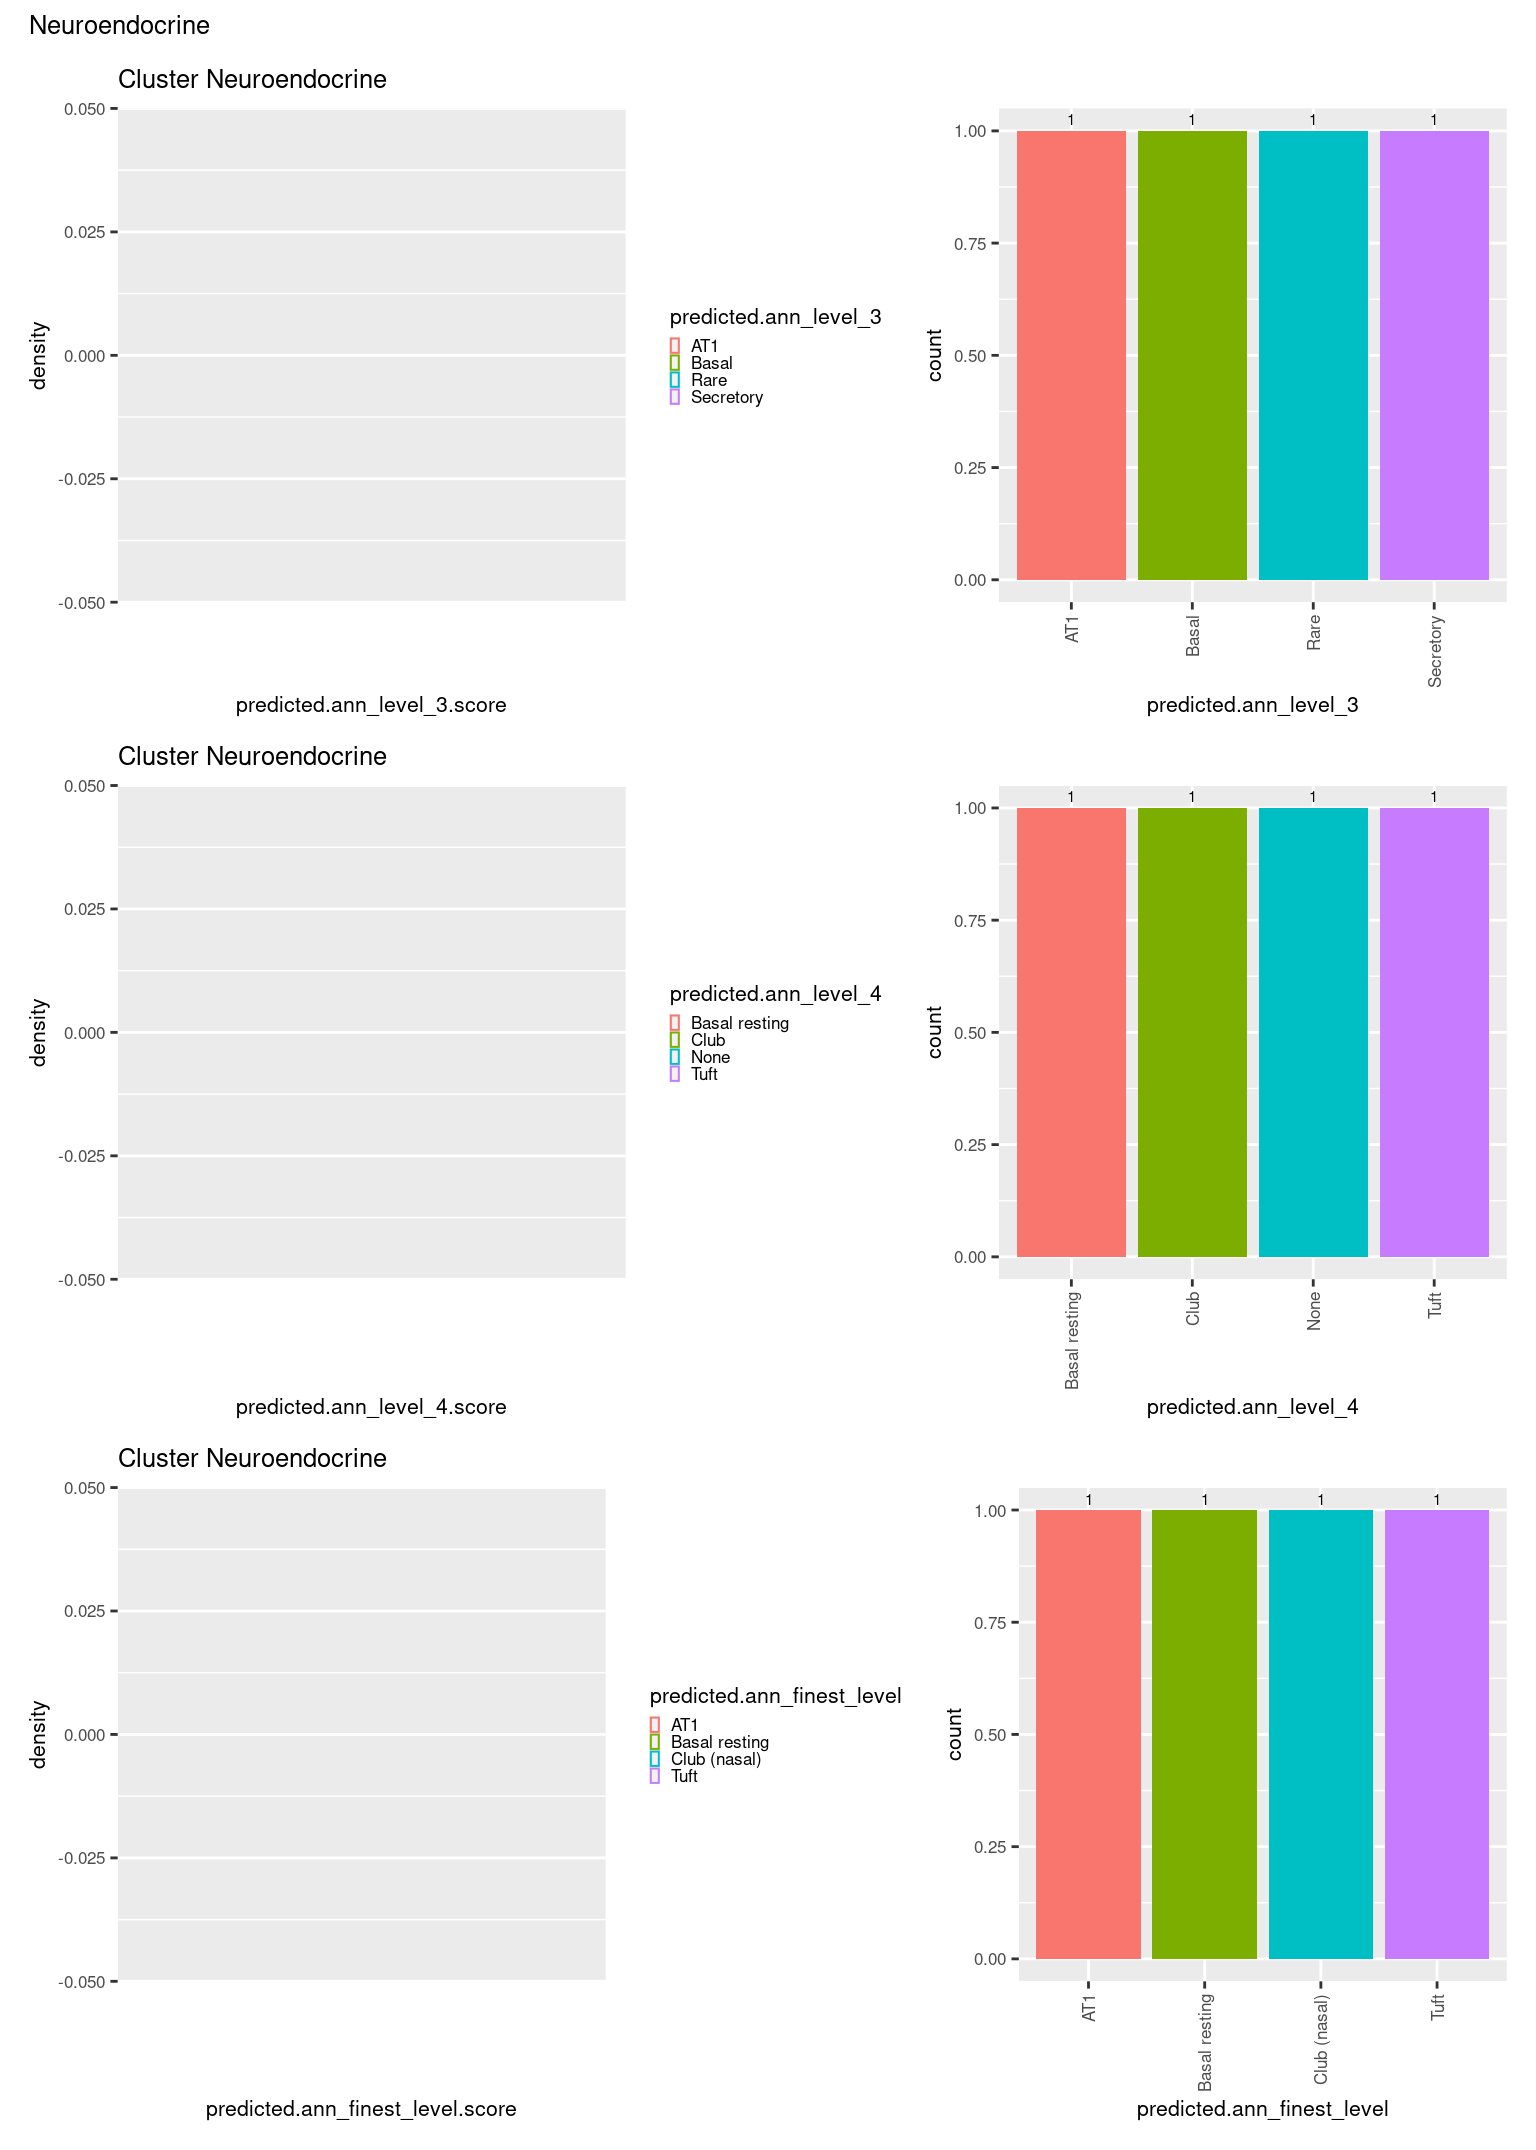 Neuroendocrine
Cluster Neuroendocrine
0.050
0.025
0.000
-0.025
-0.050
density
predicted.ann_level_3.score
predicted.ann_level_3
AT1
Basal
Rare
Secretory
1 1 1 1
1.00
0.75
0.50
0.25
0.00
count
AT1 Basal Rare Secretory
predicted.ann_level_3
Cluster Neuroendocrine
0.050
0.025
0.000
-0.025
-0.050
density
predicted.ann_level_4.score
predicted.ann_level_4
Basal resting
Club
None
Tuft
1 1 1 1
1.00
0.75
0.50
0.25
0.00
count
Basal resting Club None Tuft
predicted.ann_level_4
Cluster Neuroendocrine
0.050
0.025
0.000
-0.025
-0.050
density
predicted.ann_finest_level.score
predicted.ann_finest_level
AT1
Basal resting
Club (nasal)
Tuft
1 1 1 1
1.00
0.75
0.50
0.25
0.00
count
AT1 Basal resting Club (nasal) Tuft
predicted.ann_finest_level